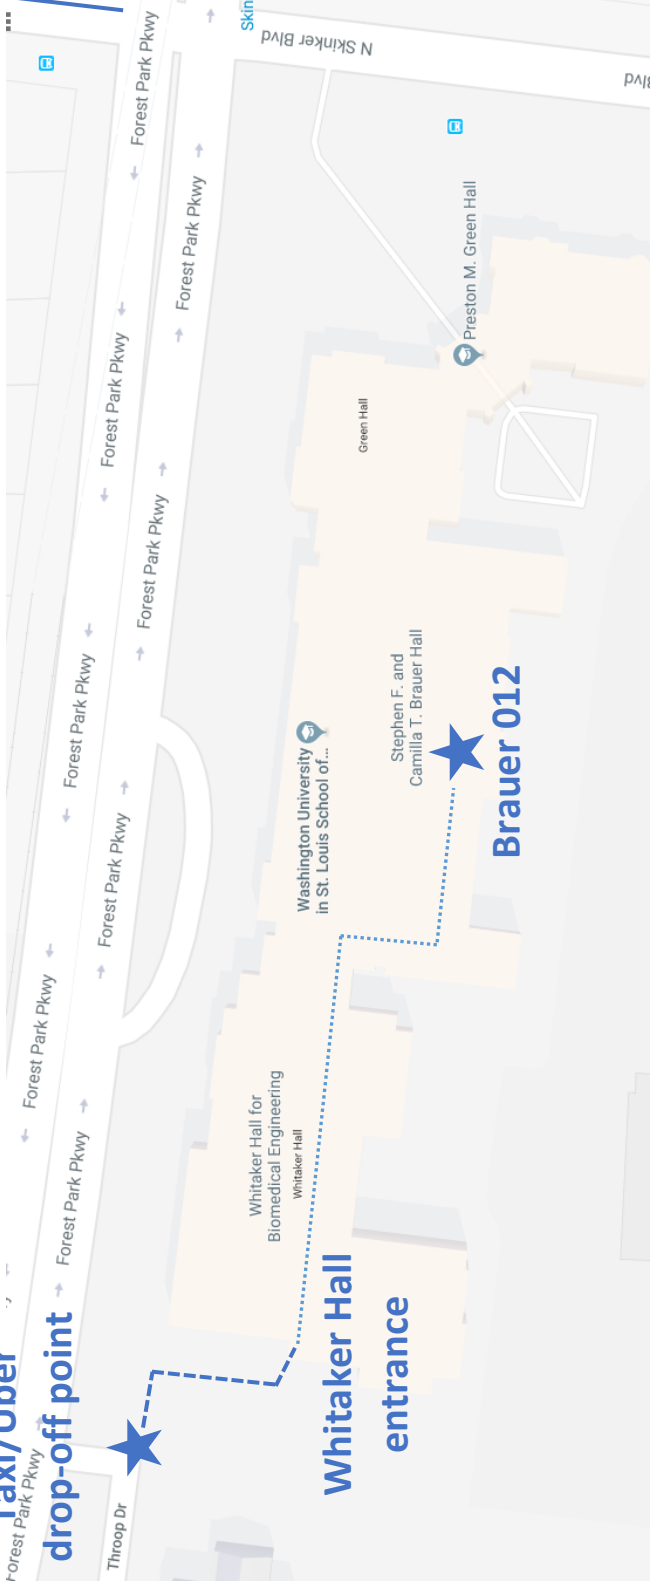 Taxi/Uber
drop-off point
Forest Park Pkwy
Forest Park Pkwy
Forest Park Pkwy
Forest Park Pkwy
Forest Park Pkwy
Forest Park Pkwy
Forest Park Pkwy
Forest Park Pkwy
Forest Park Pkwy
Throop Dr
Skin
N Skinker Blvd
Blvd
Whitaker Hall for
Biomedical Engineering
Whitaker Hall
Washington University
in St. Louis School of...
Green Hall
Preston M. Green Hall
Stephen F. and
Camilla T. Brauer Hall
Whitaker Hall
entrance
Brauer 012